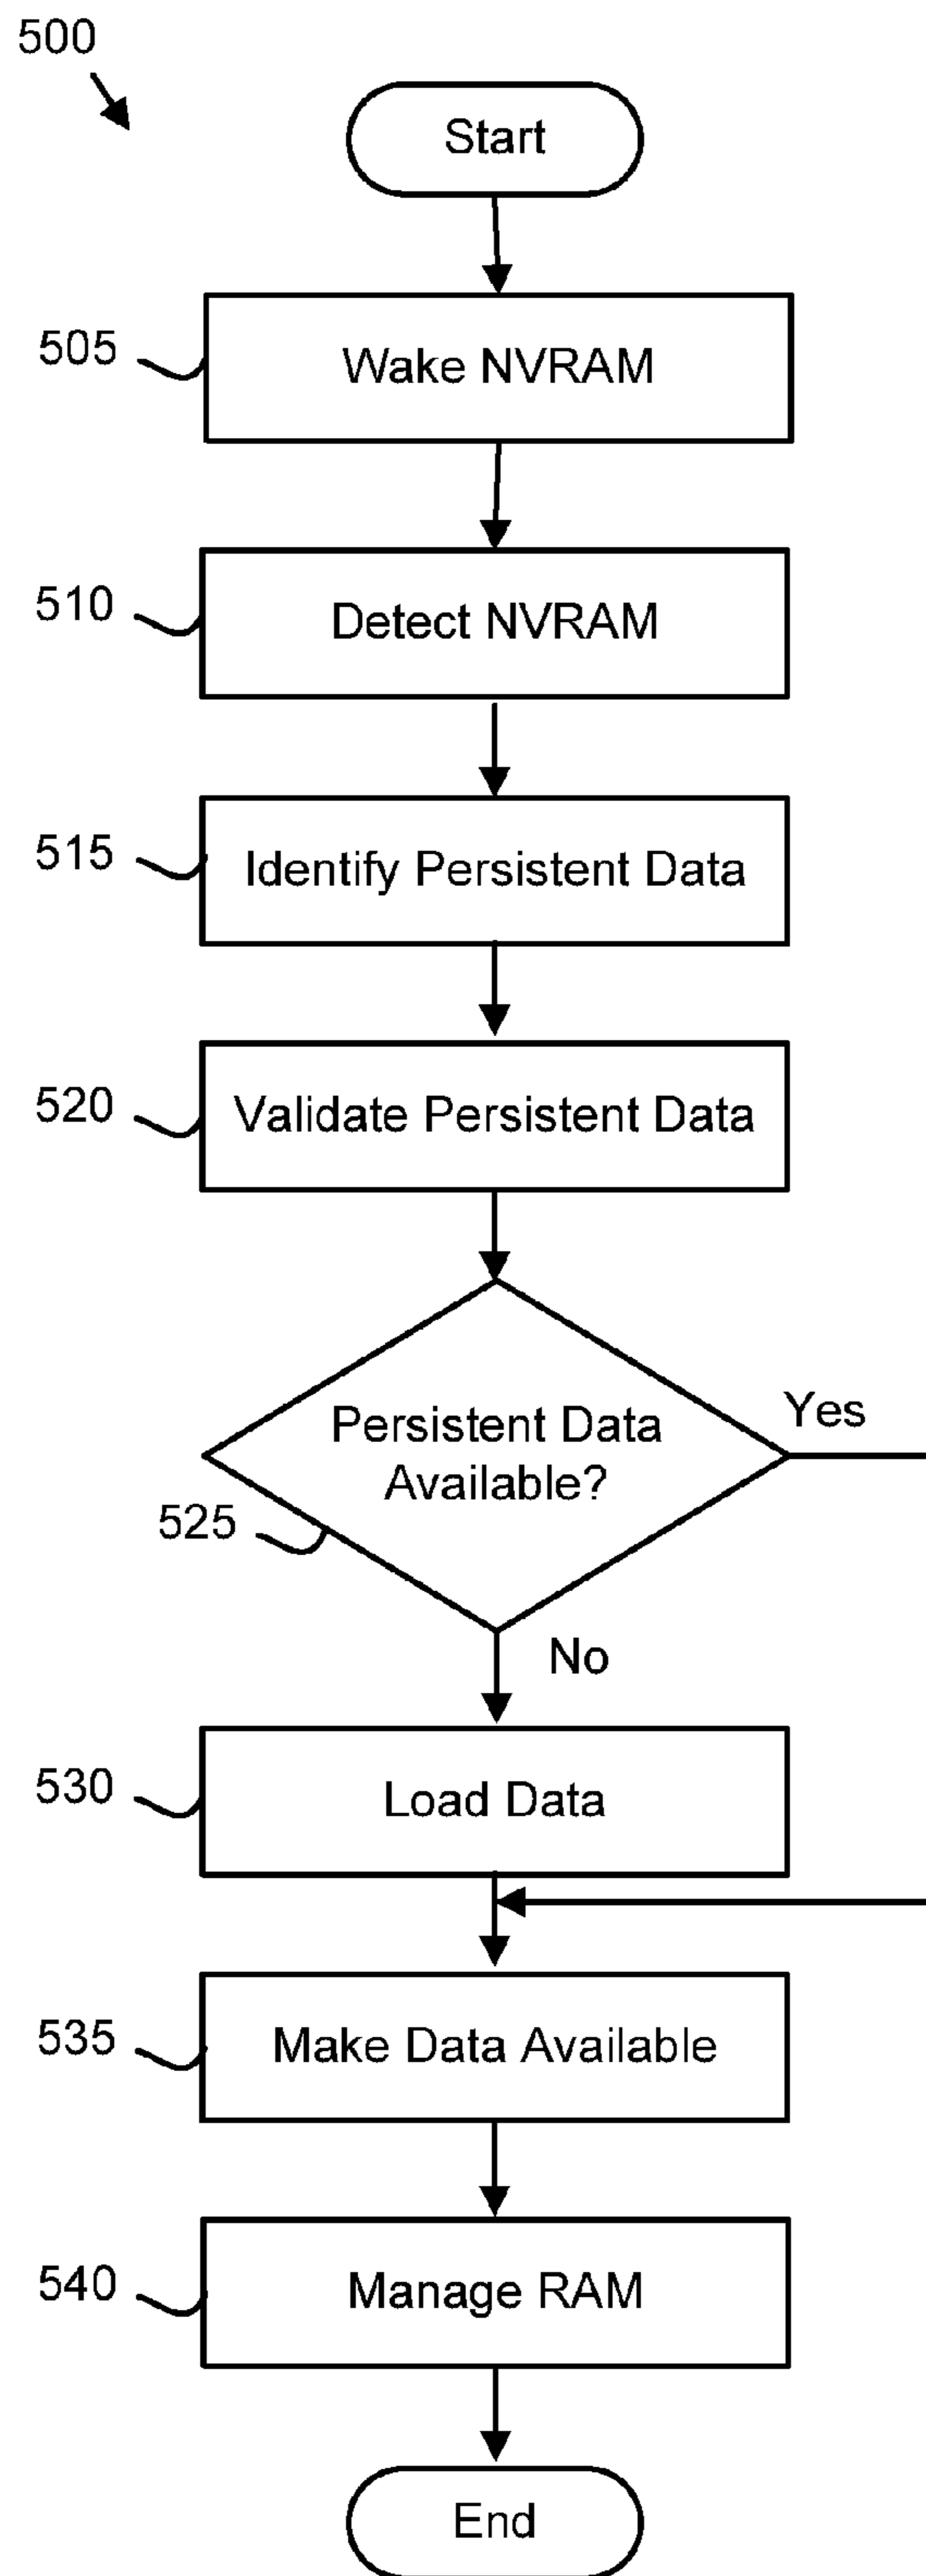 500
Start
505
Wake NVRAM
510
Detect NVRAM
515
Identify Persistent Data
520
Validate Persistent Data
Persistent Data
Available?
Yes
525
No
530
Load Data
535
Make Data Available
540
Manage RAM
End